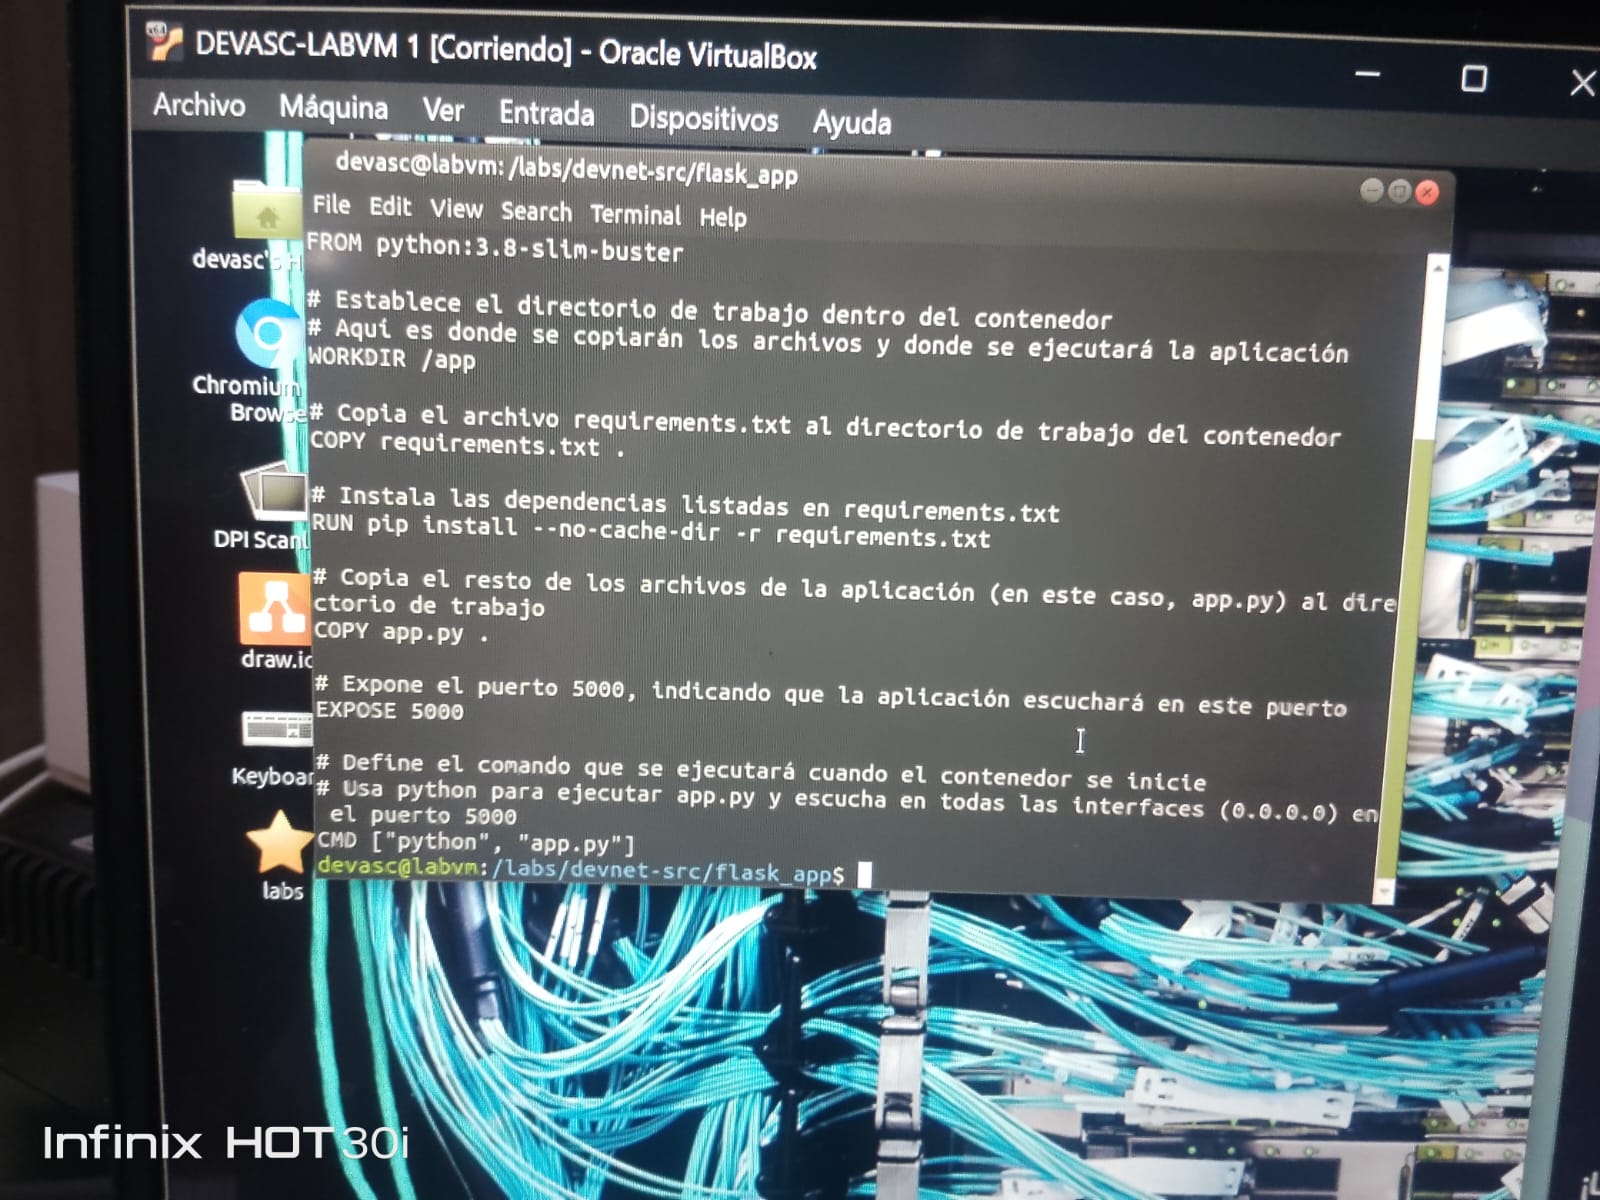 DEVASC-LABVM 1 [Corriendo] - Oracle VirtualBox
Archivo Máquina Ver Entrada Dispositivos Ayuda
devasc@labvm: /labs/devnet-src/flask_app
File Edit View Search Terminal Help
FROM python:3.8-slim-buster
# Establece el directorio de trabajo dentro del contenedor
# Aquí es donde se copiarán los archivos y donde se ejecutará la aplicación
WORKDIR /app
# Copia el archivo requirements.txt al directorio de trabajo del contenedor
COPY requirements.txt .
# Instala las dependencias listadas en requirements.txt
RUN pip install --no-cache-dir -r requirements.txt
# Copia el resto de los archivos de la aplicación (en este caso, app.py) al dire
ctorio de trabajo
COPY app.py .
# Expone el puerto 5000, indicando que la aplicación escuchará en este puerto
EXPOSE 5000
# Define el comando que se ejecutará cuando el contenedor se inicie
# Usa python para ejecutar app.py y escucha en todas las interfaces (0.0.0.0) en
el puerto 5000
CMD ["python", "app.py"]
devasc@labvm:/labs/devnet-src/flask_app$
devasc's H
Chromium
Browse
DPI Scal
draw.io
Keyboar
labs
Infinix HOT 30i